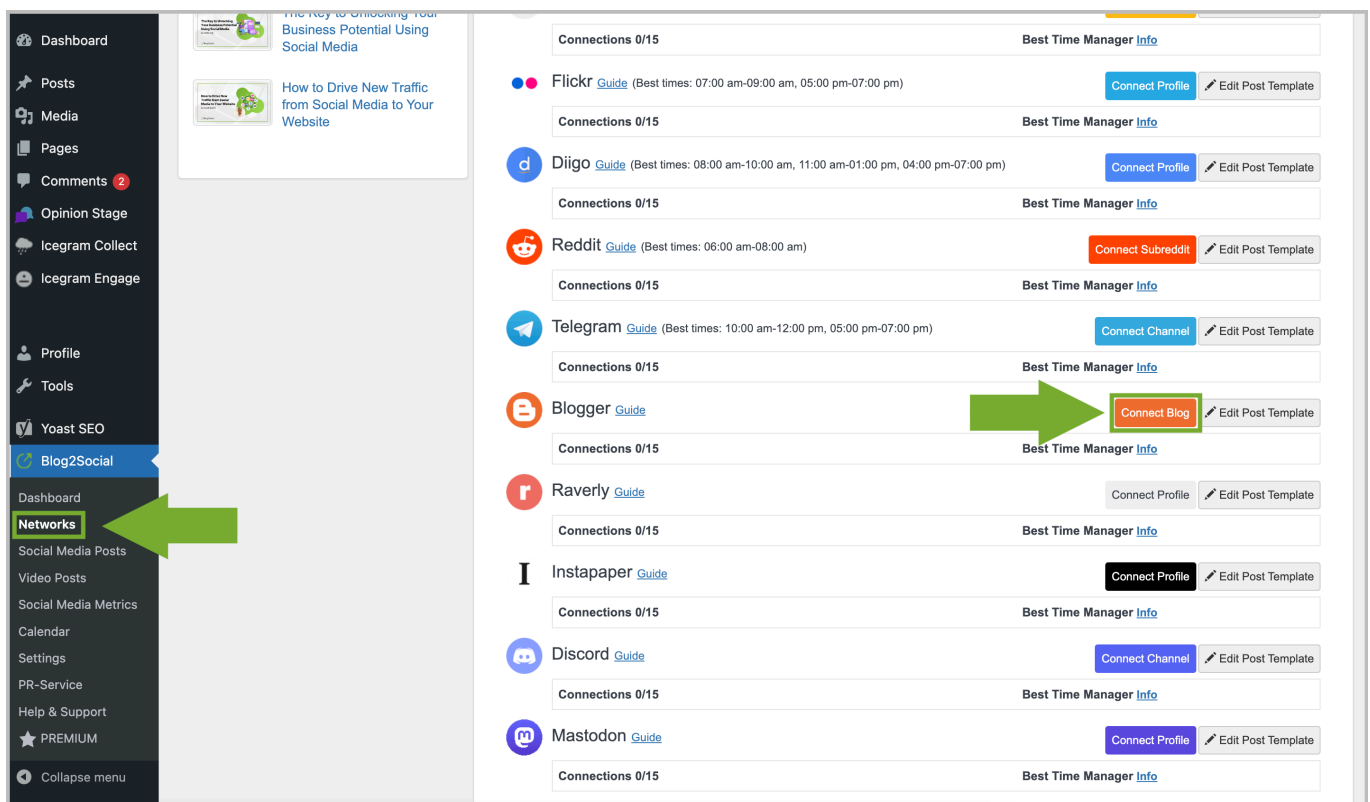 Dashboard
Posts
Media
Pages
Comments 2
Opinion Stage
Icegram Collect
Icegram Engage
Profile
Tools
Yoast SEO
Blog2Social
Dashboard
Networks
Social Media Posts
Video Posts
Social Media Metrics
Calendar
Settings
PR-Service
Help & Support
PREMIUM
Collapse menu
The Key to Unlocking Your
Business Potential Using
Social Media
How to Drive New Traffic
from Social Media to Your
Website
Connections 0/15 Best Time Manager Info
Flickr Guide (Best times: 07:00 am-09:00 am, 05:00 pm-07:00 pm) Connect Profile Edit Post Template
Connections 0/15 Best Time Manager Info
Diigo Guide (Best times: 08:00 am-10:00 am, 11:00 am-01:00 pm, 04:00 pm-07:00 pm) Connect Profile Edit Post Template
Connections 0/15 Best Time Manager Info
Reddit Guide (Best times: 06:00 am-08:00 am) Connect Subreddit Edit Post Template
Connections 0/15 Best Time Manager Info
Telegram Guide (Best times: 10:00 am-12:00 pm, 05:00 pm-07:00 pm) Connect Channel Edit Post Template
Connections 0/15 Best Time Manager Info
Blogger Guide Connect Blog Edit Post Template
Connections 0/15 Best Time Manager Info
Raverly Guide Connect Profile Edit Post Template
Connections 0/15 Best Time Manager Info
Instapaper Guide Connect Profile Edit Post Template
Connections 0/15 Best Time Manager Info
Discord Guide Connect Channel Edit Post Template
Connections 0/15 Best Time Manager Info
Mastodon Guide Connect Profile Edit Post Template
Connections 0/15 Best Time Manager Info